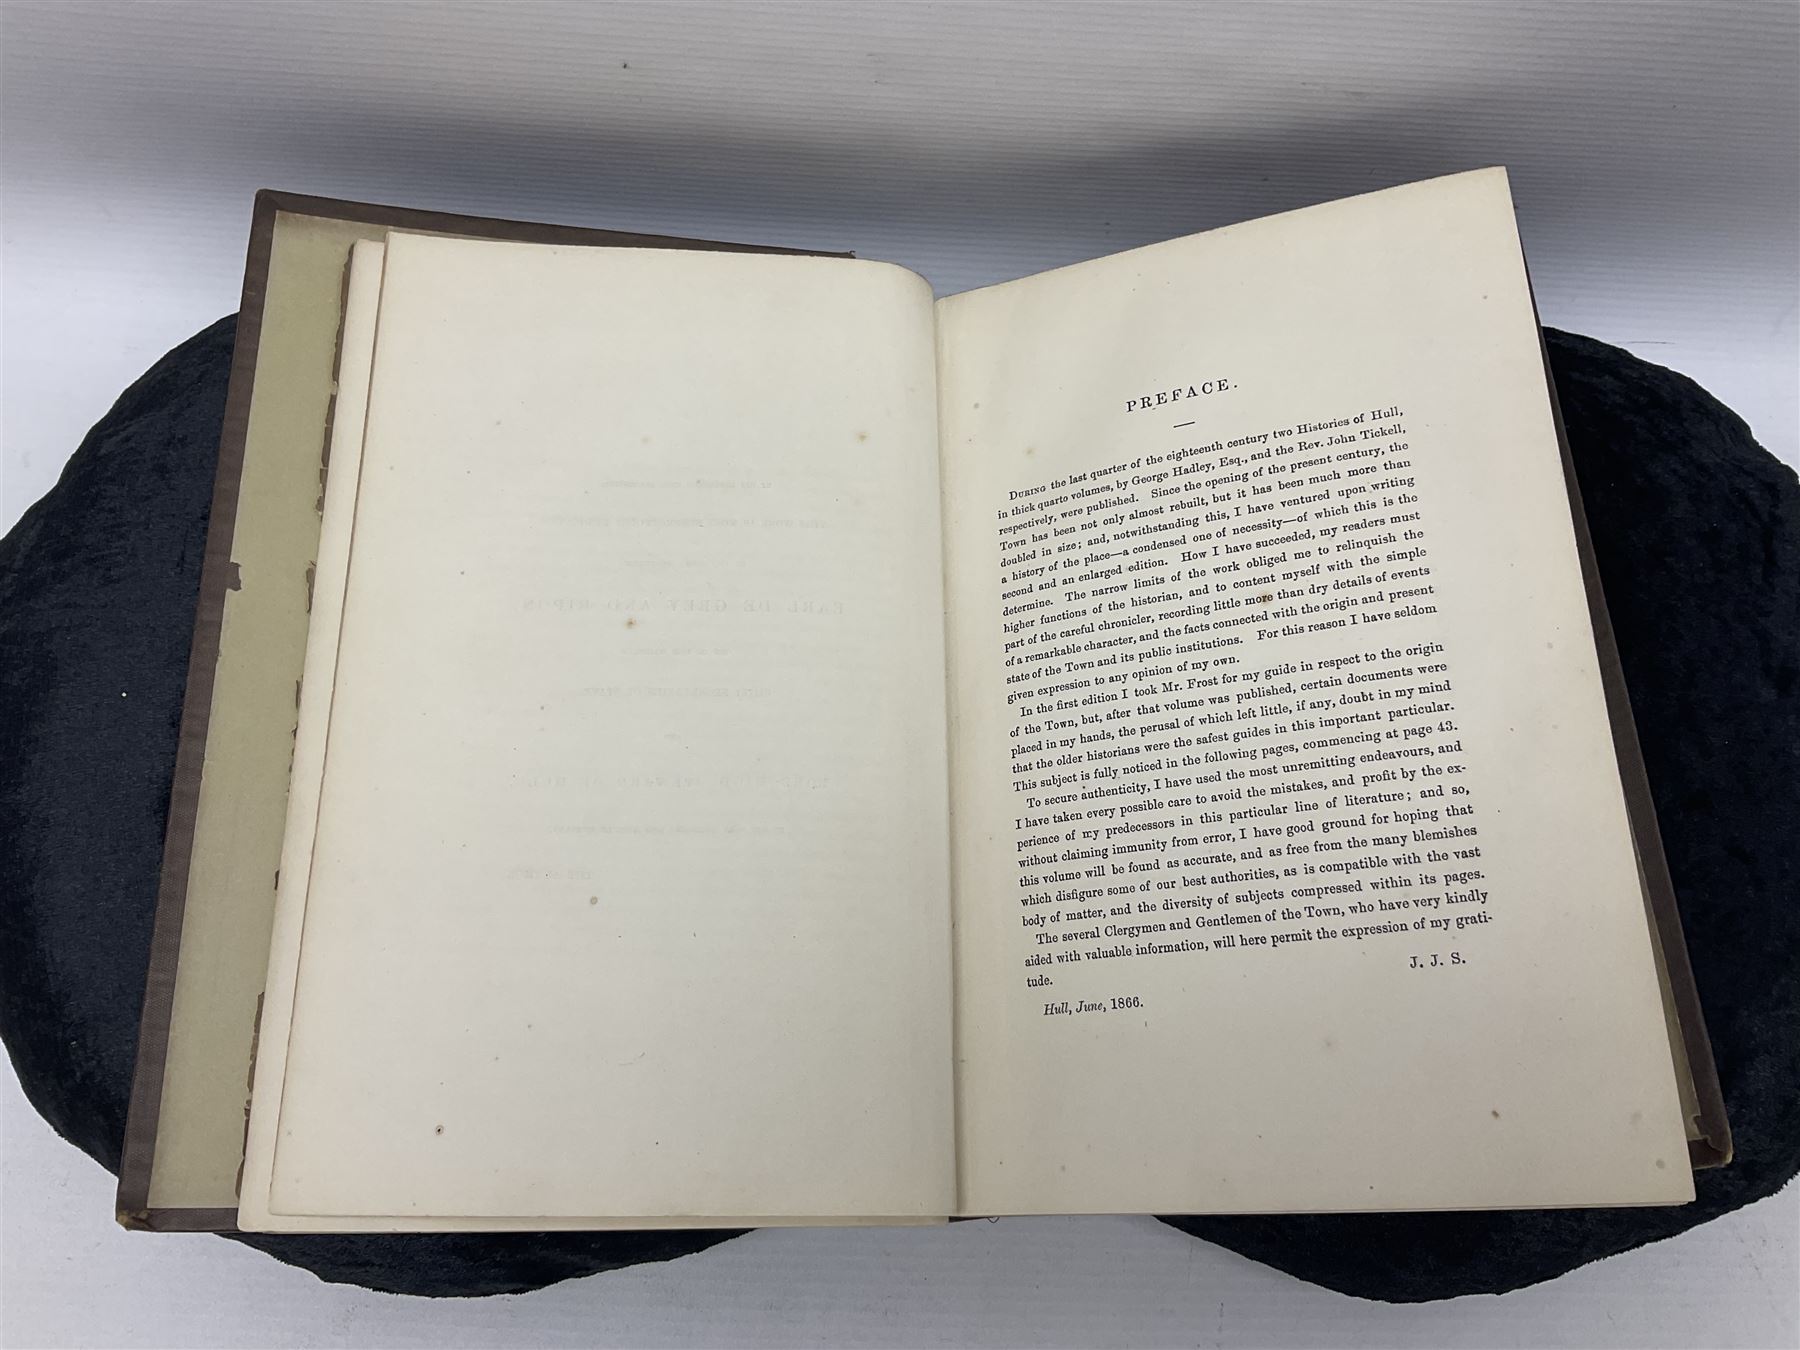 EARL DE GREY AND RIPON,
PREFACE.
DURING the last quarter of the eighteenth century two Histories of Hull,
in thick quarto volumes, by George Hadley, Esq., and the Rev. John Tickell,
respectively, were published. Since the opening of the present century, the
Town has been not only almost rebuilt, but it has been much more than
doubled in size; and, notwithstanding this, I have ventured upon writing
a history of the place—a condensed one of necessity—of which this is the
second and an enlarged edition. How I have succeeded, my readers must
determine. The narrow limits of the work obliged me to relinquish the
higher functions of the historian, and to content myself with the simple
part of the careful chronicler, recording little more than dry details of events
of a remarkable character, and the facts connected with the origin and present
state of the Town and its public institutions. For this reason I have seldom
given expression to any opinion of my own.
In the first edition I took Mr. Frost for my guide in respect to the origin
of the Town, but, after that volume was published, certain documents were
placed in my hands, the perusal of which left little, if any, doubt in my mind
that the older historians were the safest guides in this important particular.
This subject is fully noticed in the following pages, commencing at page 43.
To secure authenticity, I have used the most unremitting endeavours, and
I have taken every possible care to avoid the mistakes, and profit by the ex-
perience of my predecessors in this particular line of literature; and so,
without claiming immunity from error, I have good ground for hoping that
this volume will be found as accurate, and as free from the many blemishes
which disfigure some of our best authorities, as is compatible with the vast
body of matter, and the diversity of subjects compressed within its pages.
The several Clergymen and Gentlemen of the Town, who have very kindly
aided with valuable information, will here permit the expression of my grati-
tude.
J. J. S.
Hull, June, 1866.